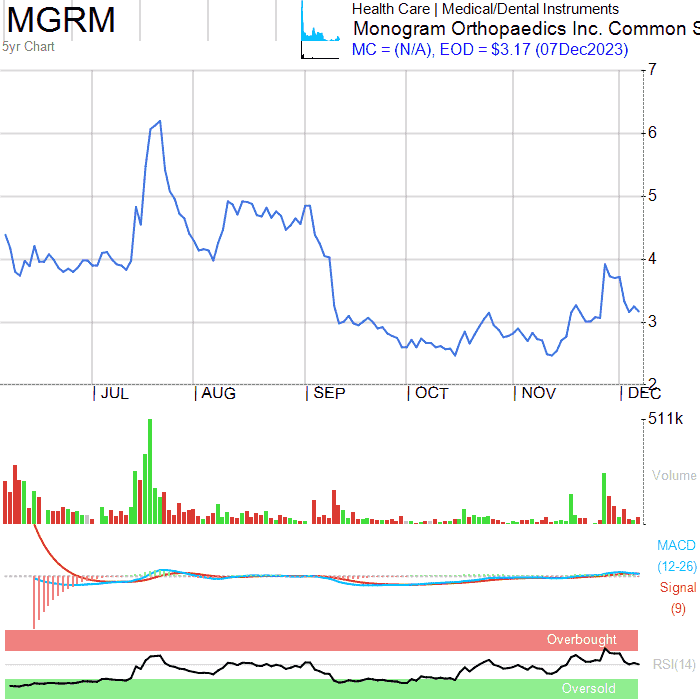 MGRM
5yr Chart
Health Care | Medical/Dental Instruments
Monogram Orthopaedics Inc. Common S
MC = (N/A), EOD = $3.17 (07Dec2023)
7
6
5
4
3
2
JUL AUG SEP OCT NOV DEC
511k
Volume
MACD
(12-26)
Signal
(9)
Overbought
RSI(14)
Oversold